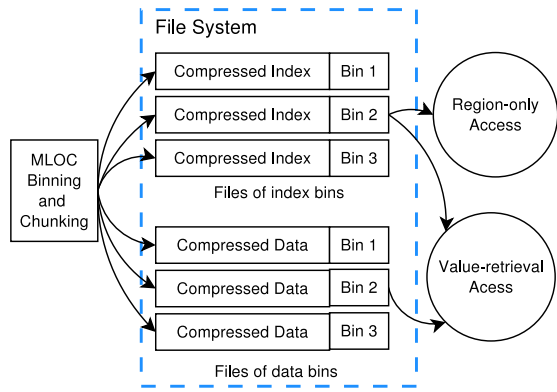 File System
Compressed Index Bin 1
Compressed Index Bin 2
Compressed Index Bin 3
Files of index bins
MLOC
Binning
and
Chunking
Compressed Data Bin 1
Compressed Data Bin 2
Compressed Data Bin 3
Files of data bins
Region-only
Access
Value-retrieval
Acess